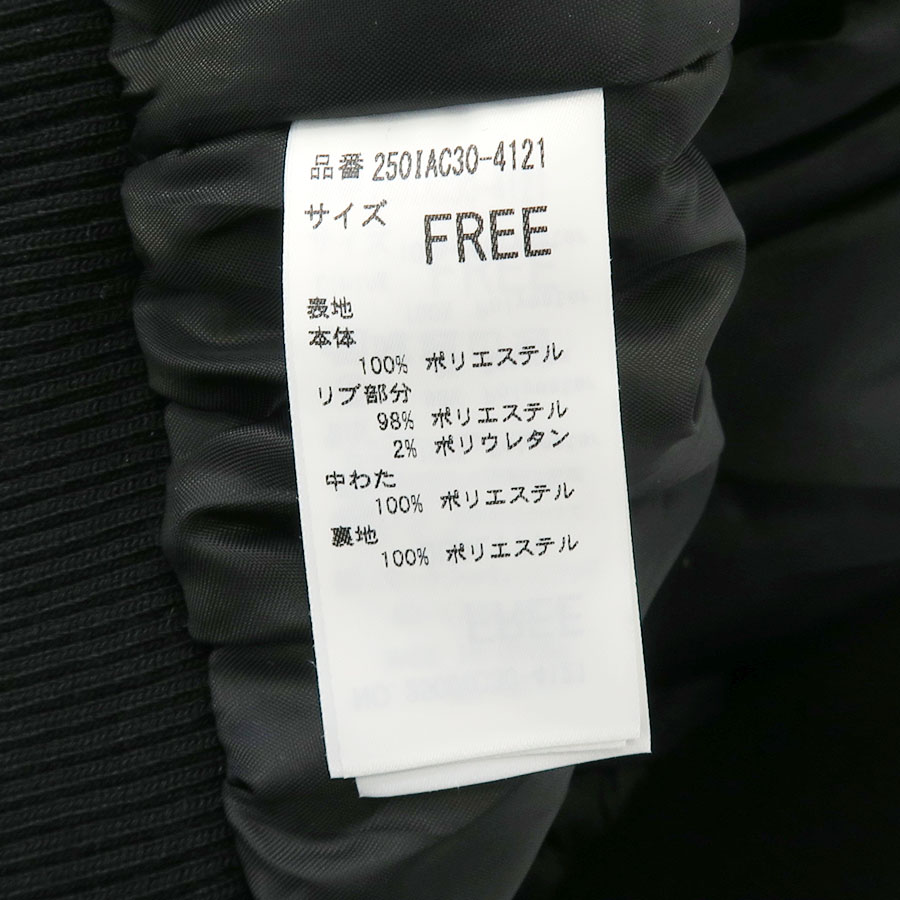 品番 250IAC30-4121
サイズ FREE
表地
本体
100% ポリエステル
リブ部分
98% ポリエステル
2% ポリウレタン
中わた
100% ポリエステル
裏地
100% ポリエステル